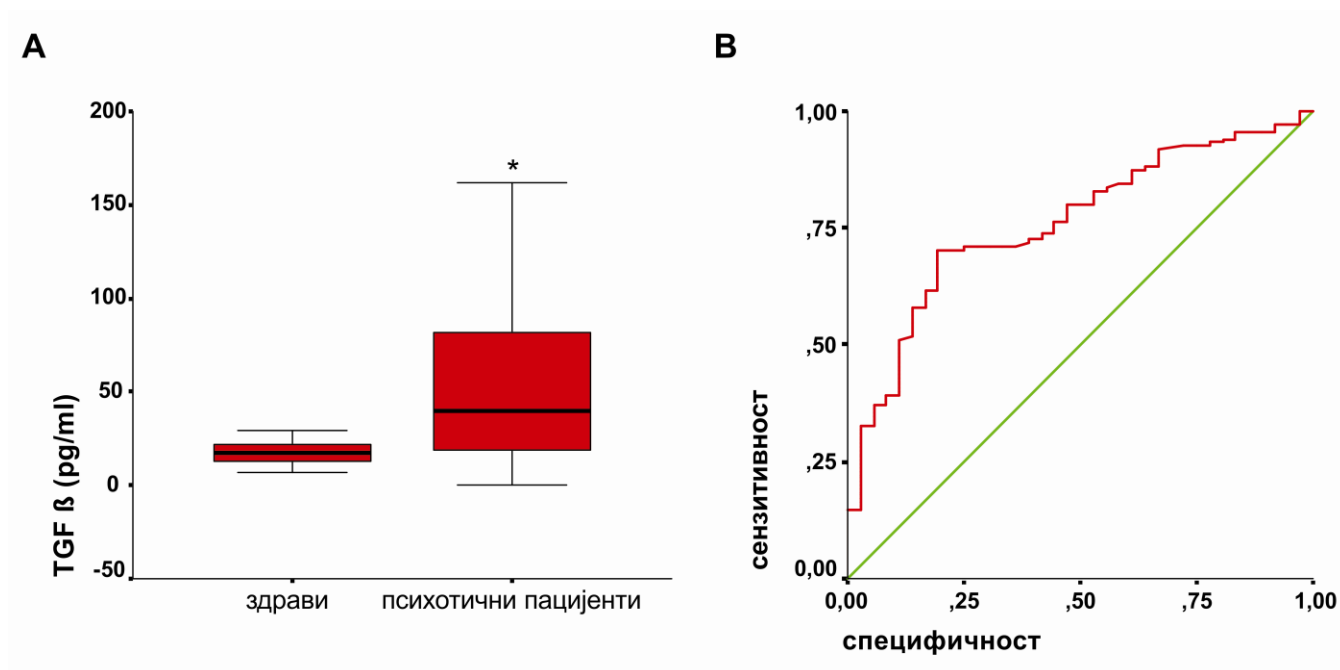 A
TGF ß (pg/ml)
200
150
100
50
0
-50
*
здрави
психотични пацијенти
B
сензитивност
1,00
,75
,50
,25
0,00
0,00
,25
,50
,75
1,00
специфичност